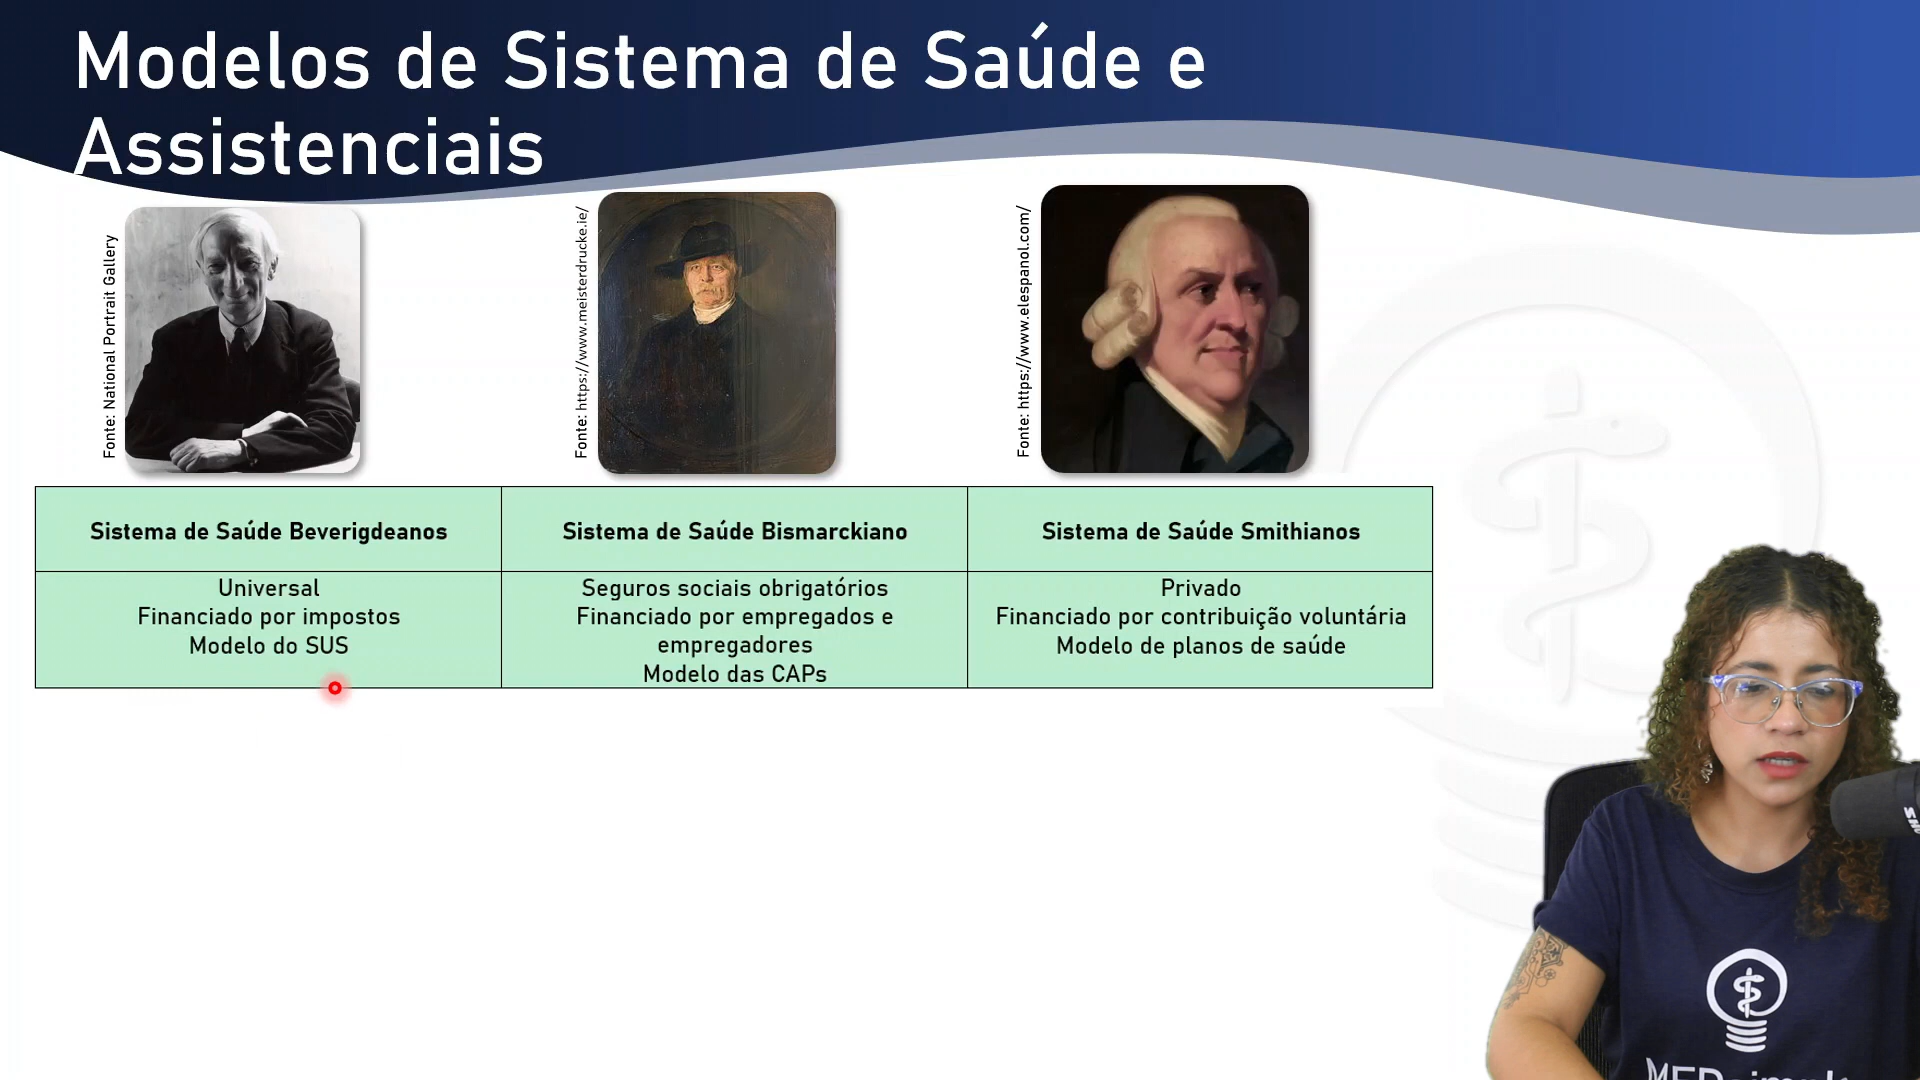 Modelos de Sistema de Saúde e
Assistenciais
Fonte: National Portrait Gallery
Fonte: https://www.meisterdrucke.ie/
Fonte: https://www.elespanol.com/
Sistema de Saúde Beverigdeanos
Sistema de Saúde Bismarckiano
Sistema de Saúde Smithianos
Universal
Financiado por impostos
Modelo do SUS
Seguros sociais obrigatórios
Financiado por empregados e
empregadores
Modelo das CAPs
Privado
Financiado por contribuição voluntária
Modelo de planos de saúde